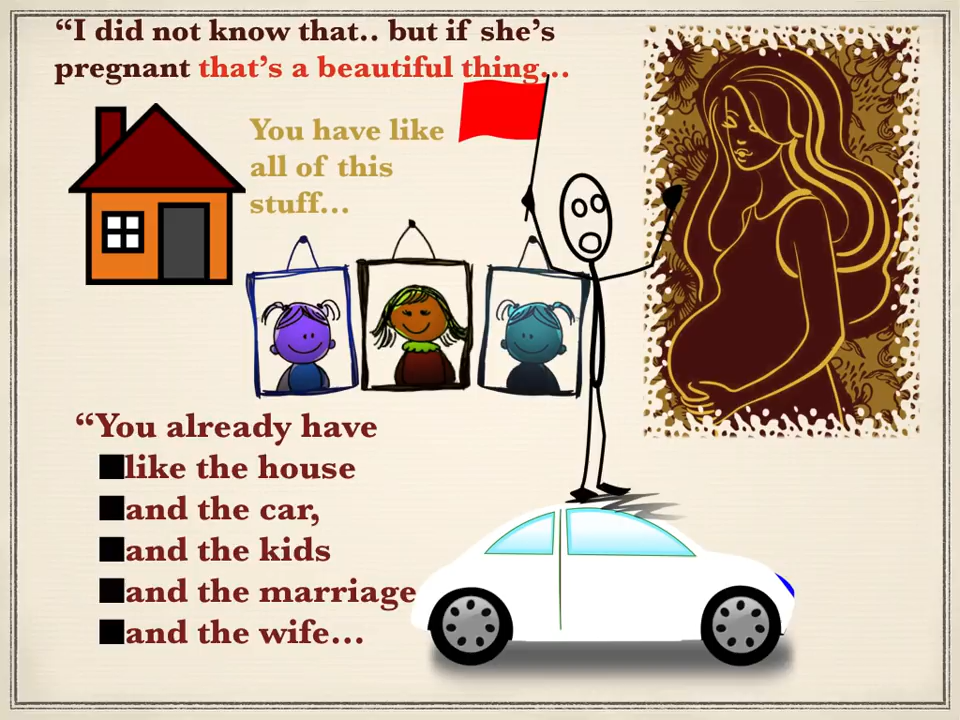 “I did not know that.. but if she’s
pregnant that’s a beautiful thing...
You have like
all of this
stuff...
“You already have
like the house
and the car,
and the kids
and the marriage
and the wife...